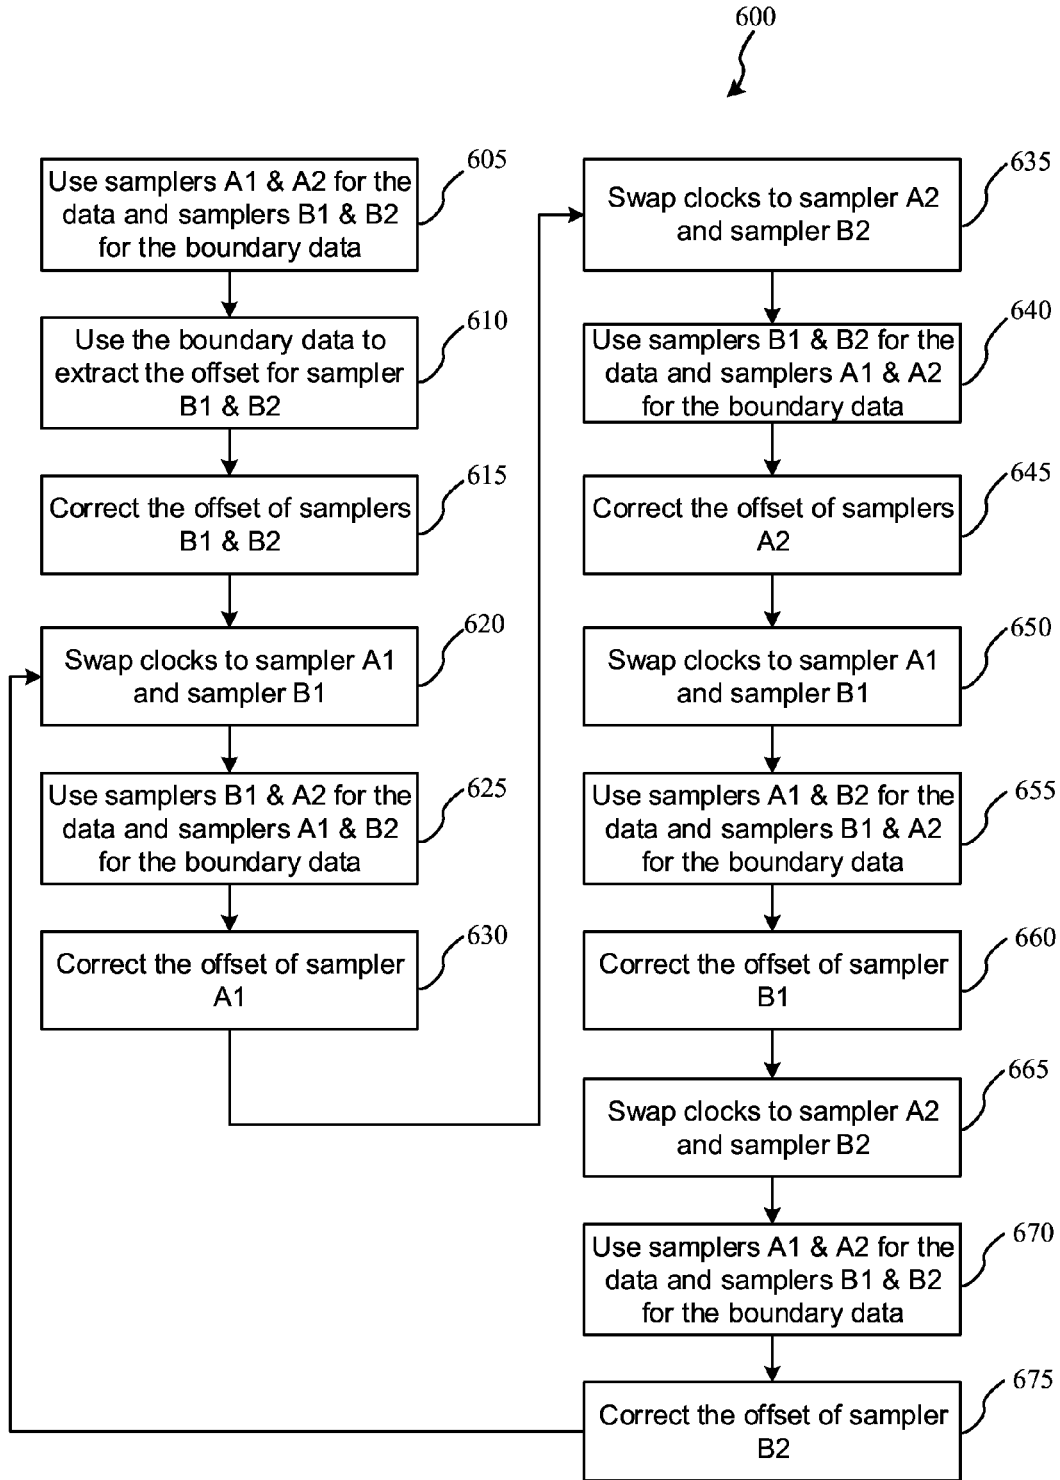 600
Use samplers A1 & A2 for the
data and samplers B1 & B2
for the boundary data
605
Use the boundary data to
extract the offset for sampler
B1 & B2
610
Correct the offset of samplers
B1 & B2
615
Swap clocks to sampler A1
and sampler B1
620
Use samplers B1 & A2 for the
data and samplers A1 & B2
for the boundary data
625
Correct the offset of sampler
A1
630
Swap clocks to sampler A2
and sampler B2
635
Use samplers B1 & B2 for the
data and samplers A1 & A2
for the boundary data
640
Correct the offset of samplers
A2
645
Swap clocks to sampler A1
and sampler B1
650
Use samplers A1 & B2 for the
data and samplers B1 & A2
for the boundary data
655
Correct the offset of sampler
B1
660
Swap clocks to sampler A2
and sampler B2
665
Use samplers A1 & A2 for the
data and samplers B1 & B2
for the boundary data
670
Correct the offset of sampler
B2
675